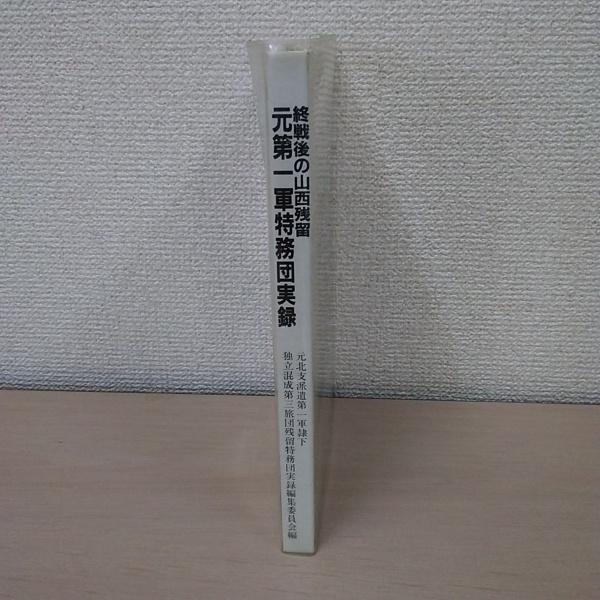 終戦後の山西残留
元第一軍特務団実録
元北支派遣第一軍隷下
独立混成第三旅団残留特務団実録編集委員会編